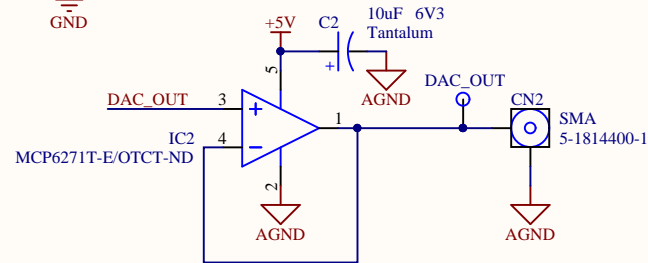 GND
+5V
C2
10uF 6V3
Tantalum
+
AGND
5
DAC_OUT
3
+
1
IC2
4
−
MCP6271T-E/OTCT-ND
2
AGND
DAC_OUT
CN2
SMA
5-1814400-1
AGND